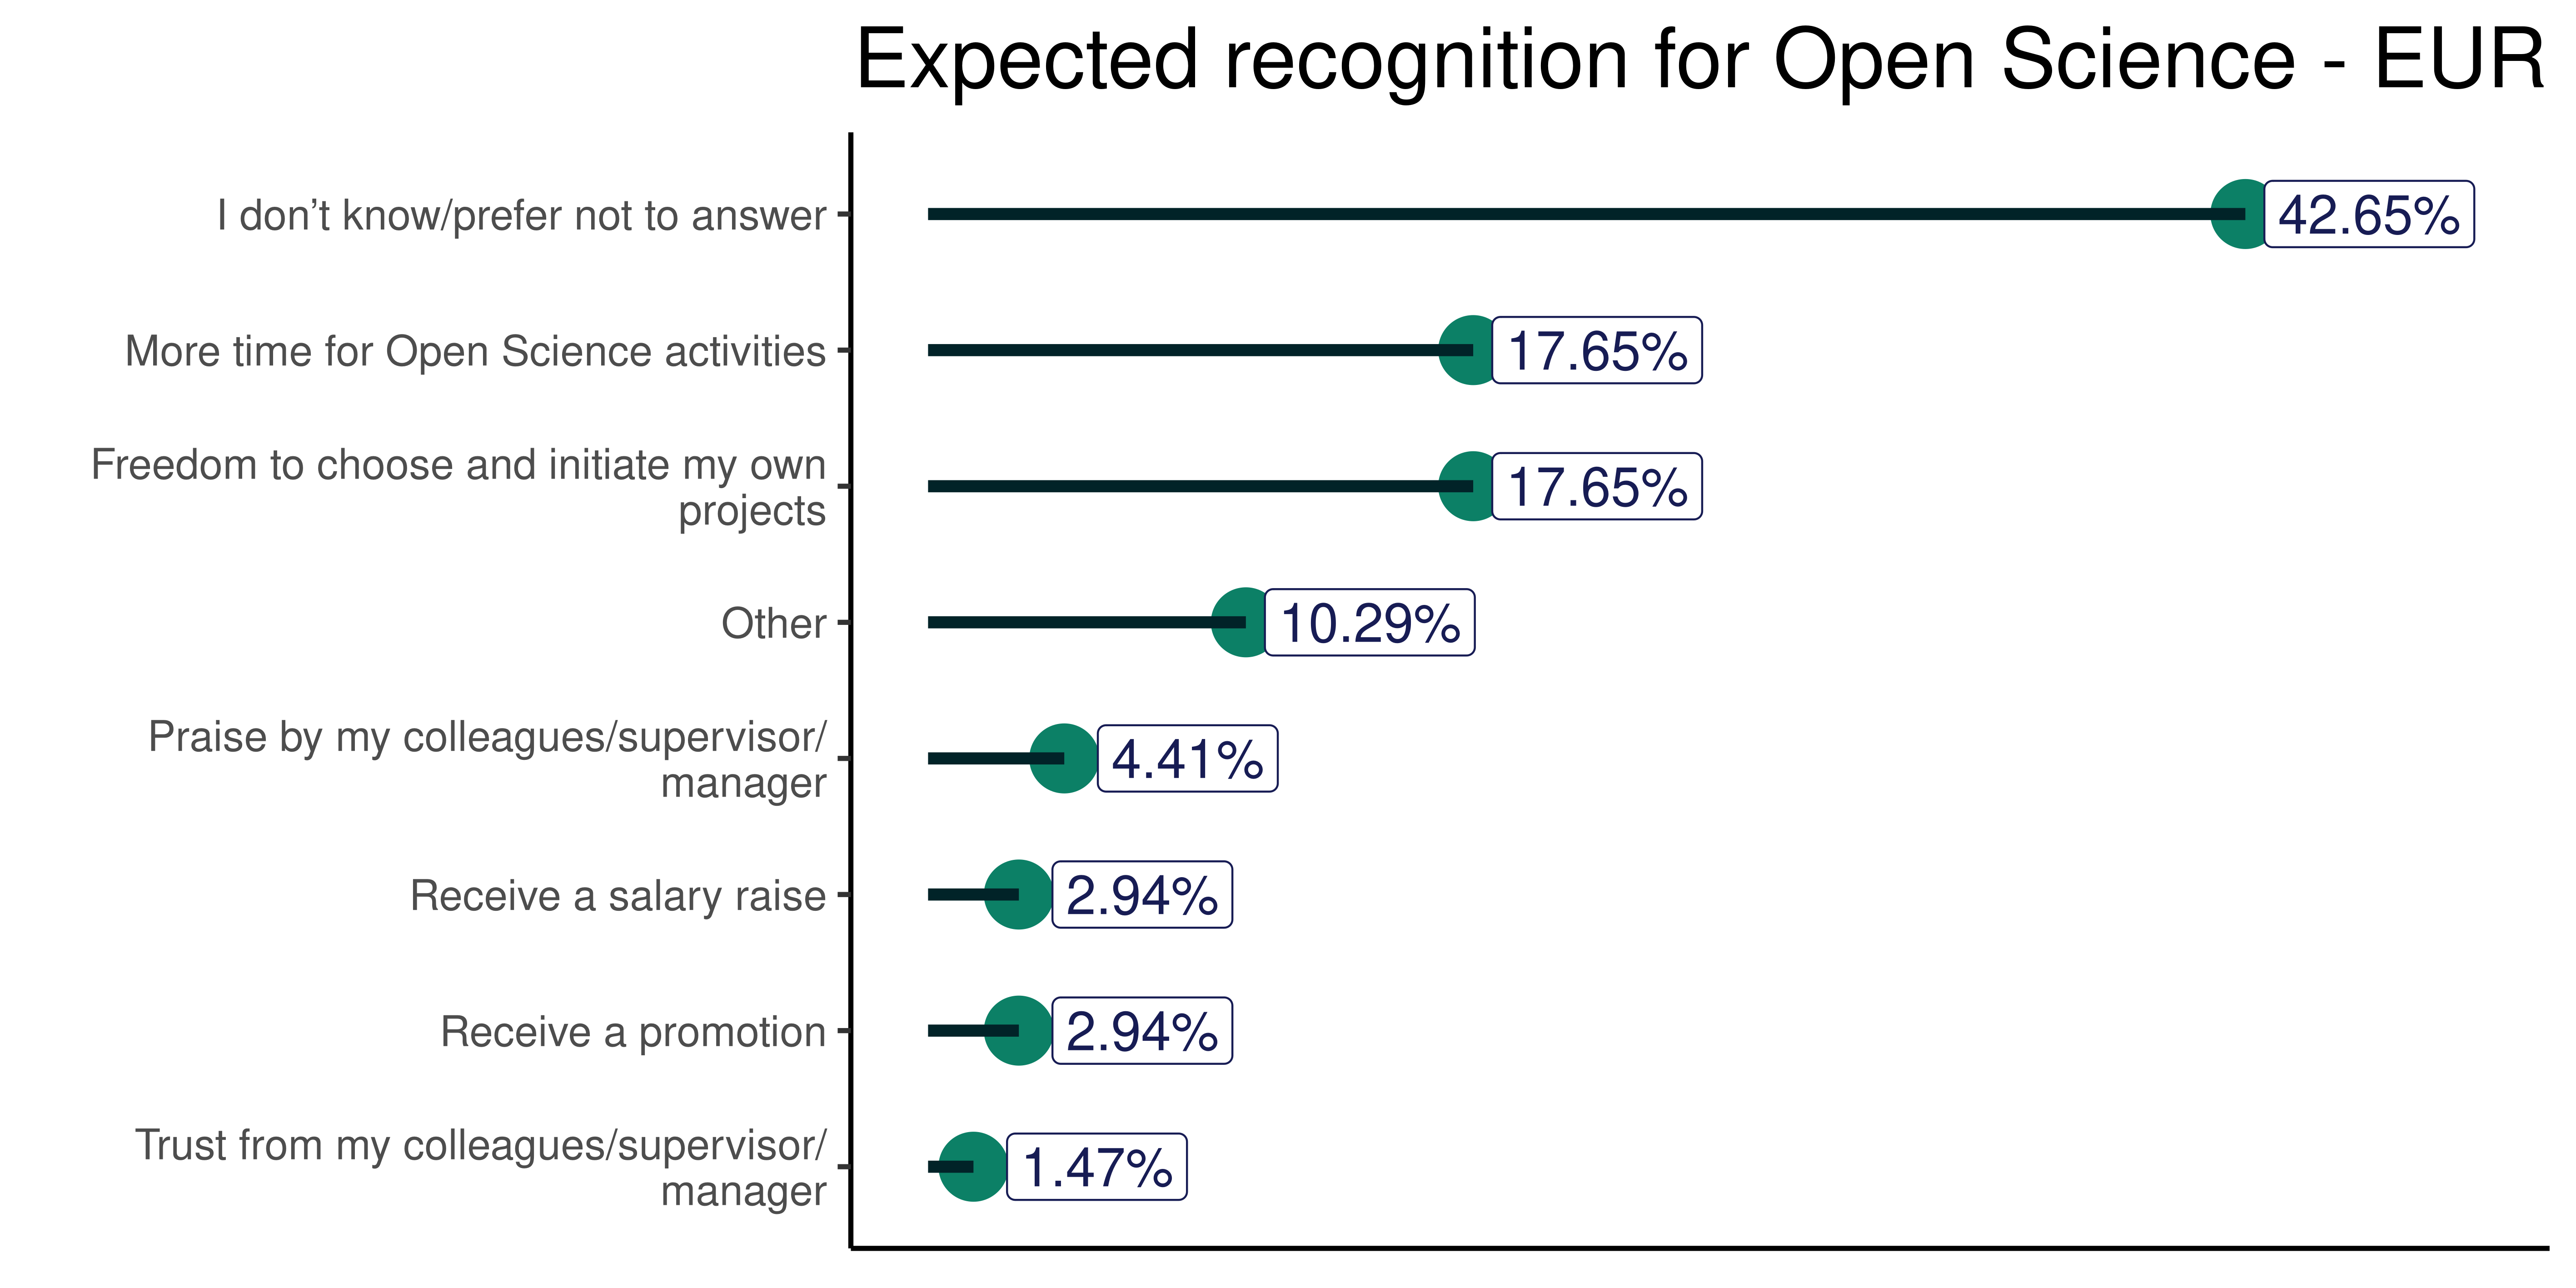 Expected recognition for Open Science - EUR
I don’t know/prefer not to answer
42.65%
More time for Open Science activities
17.65%
Freedom to choose and initiate my own
projects
17.65%
Other
10.29%
Praise by my colleagues/supervisor/
manager
4.41%
Receive a salary raise
2.94%
Receive a promotion
2.94%
Trust from my colleagues/supervisor/
manager
1.47%